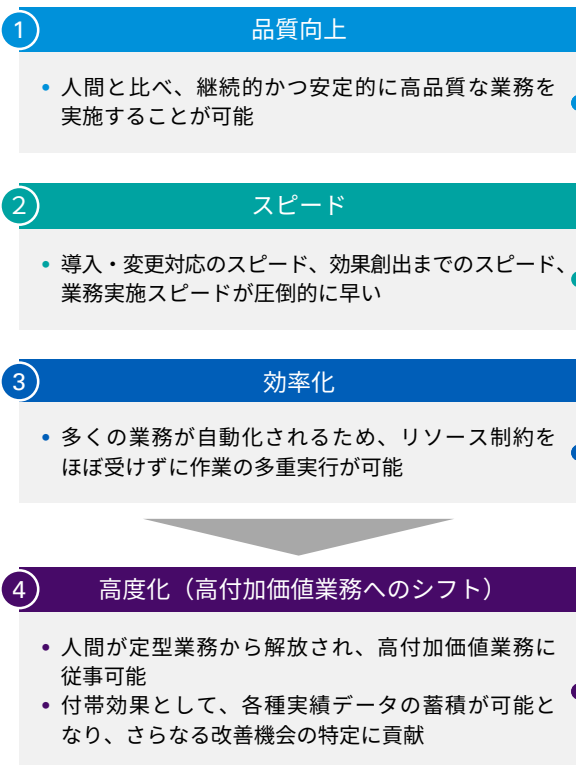 1
品質向上
• 人間と比べ、継続的かつ安定的に高品質な業務を
実施することが可能
2
スピード
• 導入・変更対応のスピード、効果創出までのスピード、
業務実施スピードが圧倒的に早い
3
効率化
• 多くの業務が自動化されるため、リソース制約を
ほぼ受けずに作業の多重実行が可能
4
高度化（高付加価値業務へのシフト）
• 人間が定型業務から解放され、高付加価値業務に
従事可能
• 付帯効果として、各種実績データの蓄積が可能と
なり、さらなる改善機会の特定に貢献